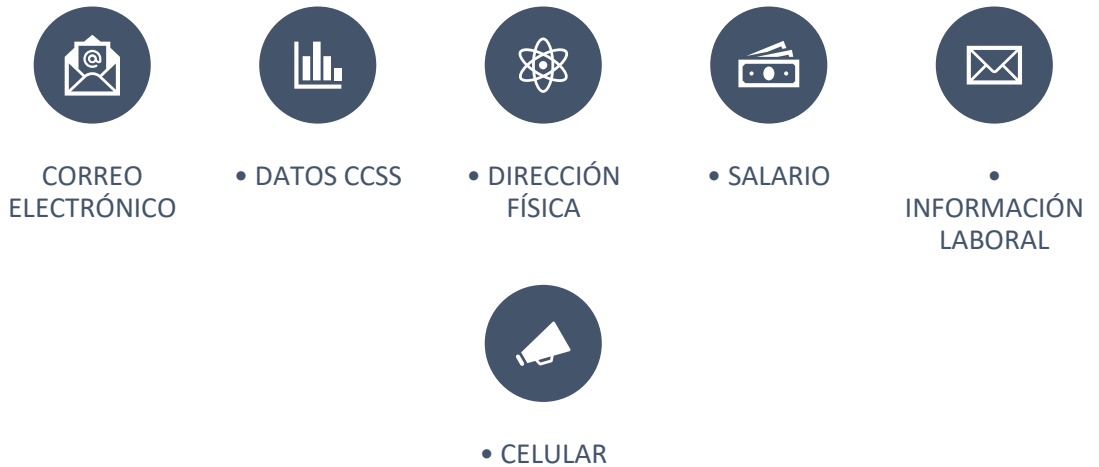 CORREO
ELECTRÓNICO
• DATOS CCSS
• DIRECCIÓN
FÍSICA
• SALARIO
•
INFORMACIÓN
LABORAL
• CELULAR